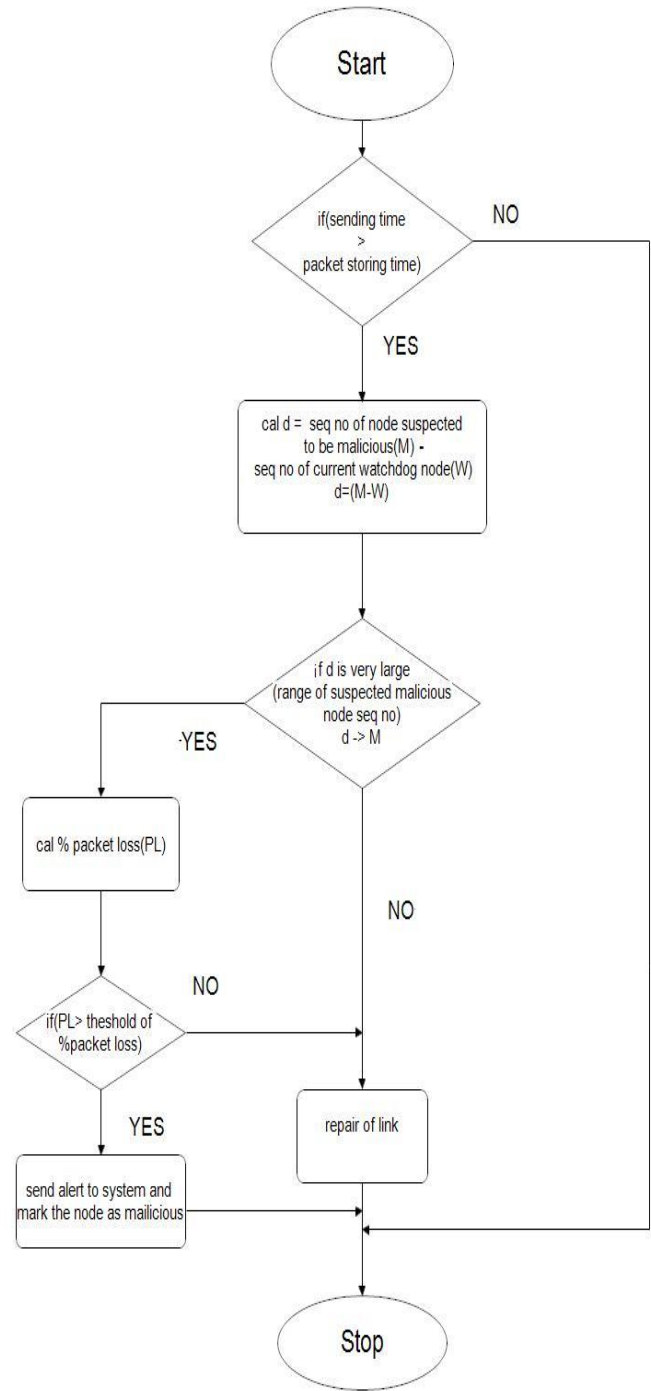 Start
if(sending time
>
packet storing time)
NO
YES
cal d = seq no of node suspected
to be malicious(M) -
seq no of current watchdog node(W)
d=(M-W)
if d is very large
(range of suspected malicious
node seq no)
d -> M
-YES
cal % packet loss(PL)
NO
if(PL> theshold of
%packet loss)
NO
YES
repair of link
send alert to system and
mark the node as mailicious
Stop